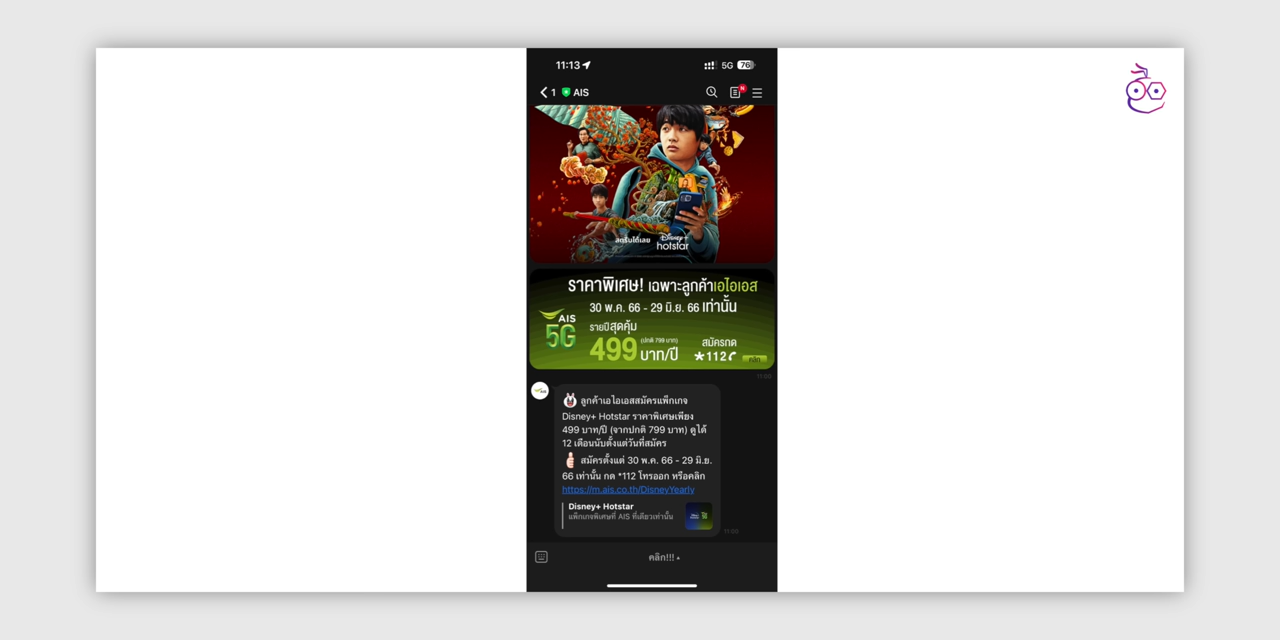 11:13
5G 76
1 AIS
N
สตรีมได้เลย Disney+ hotstar
ราคาพิเศษ! เฉพาะลูกค้าเอไอเอส
30 พ.ค. 66 - 29 มิ.ย. 66 เท่านั้น
AIS 5G
รายปีสุดคุ้ม
499 (ปกติ 799 บาท) บาท/ปี
สมัครกด
*112
คลิก
11:00
AIS
ลูกค้าเอไอเอสสมัครแพ็กเกจ
Disney+ Hotstar ราคาพิเศษเพียง
499 บาท/ปี (จากปกติ 799 บาท) ดูได้
12 เดือนนับตั้งแต่วันที่สมัคร
สมัครตั้งแต่ 30 พ.ค. 66 - 29 มิ.ย.
66 เท่านั้น กด *112 โทรออก หรือคลิก
https://m.ais.co.th/DisneyYearly
Disney+ Hotstar
แพ็กเกจพิเศษที่ AIS ที่เดียวเท่านั้น
11:00
คลิก!!!